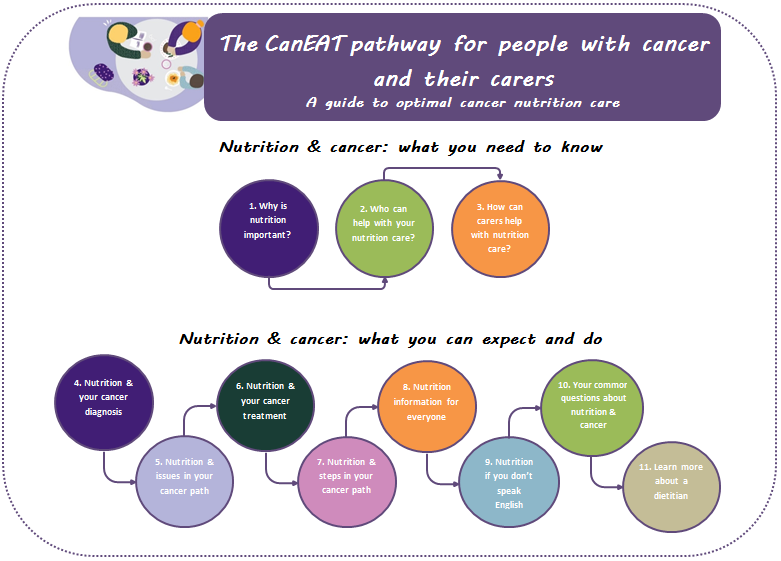 The CanEAT pathway for people with cancer
and their carers
A guide to optimal cancer nutrition care
Nutrition & cancer: what you need to know
1. Why is
nutrition
important?
2. Who can
help with your
nutrition care?
3. How can
carers help
with nutrition
care?
Nutrition & cancer: what you can expect and do
4. Nutrition &
your cancer
diagnosis
5. Nutrition &
issues in your
cancer path
6. Nutrition &
your cancer
treatment
7. Nutrition &
steps in your
cancer path
8. Nutrition
information for
everyone
9. Nutrition
if you don't
speak
English
10. Your common
questions about
nutrition &
cancer
11. Learn more
about a
dietitian